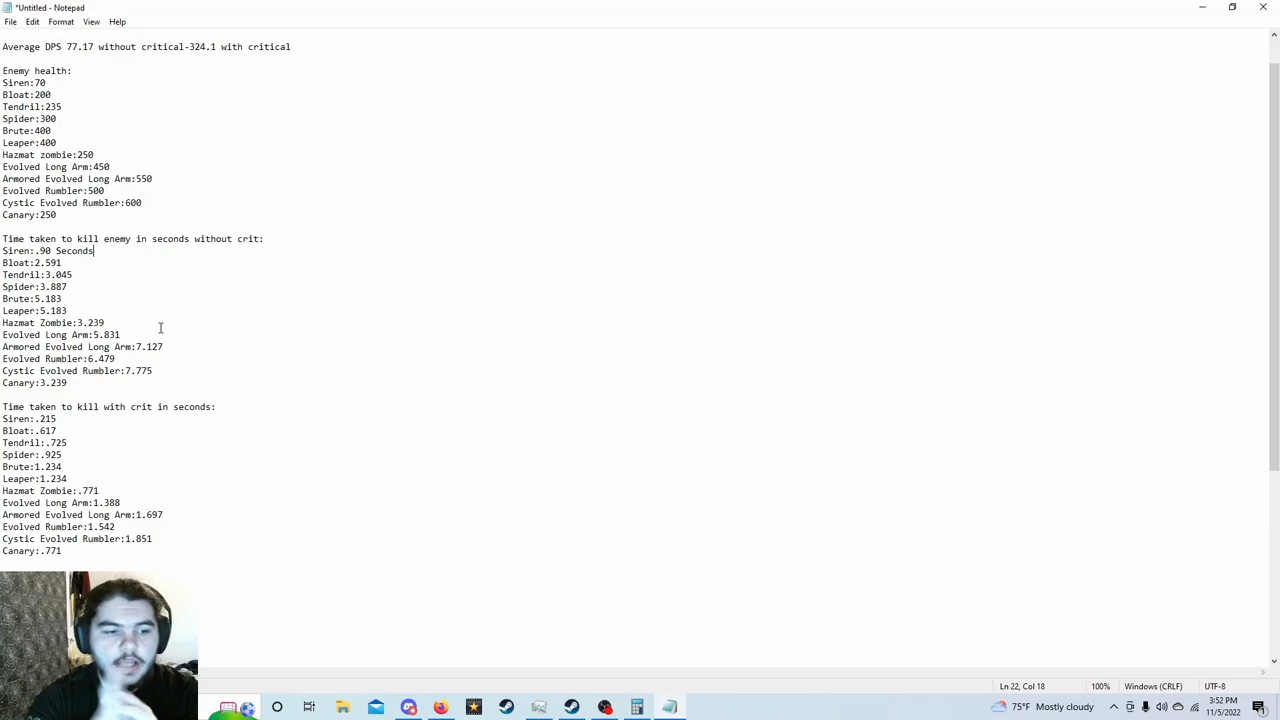 *Untitled - Notepad
File Edit Format View Help
Average DPS 77.17 without critical-324.1 with critical
Enemy health:
Siren:70
Bloat:200
Tendril:235
Spider:300
Brute:400
Leaper:400
Hazmat zombie:250
Evolved Long Arm:450
Armored Evolved Long Arm:550
Evolved Rumbler:500
Cystic Evolved Rumbler:600
Canary:250
Time taken to kill enemy in seconds without crit:
Siren:.90 Seconds
Bloat:2.591
Tendril:3.045
Spider:3.887
Brute:5.183
Leaper:5.183
Hazmat Zombie:3.239
Evolved Long Arm:5.831
Armored Evolved Long Arm:7.127
Evolved Rumbler:6.479
Cystic Evolved Rumbler:7.775
Canary:3.239
Time taken to kill with crit in seconds:
Siren:.215
Bloat:.617
Tendril:.725
Spider:.925
Brute:1.234
Leaper:1.234
Hazmat Zombie:.771
Evolved Long Arm:1.388
Armored Evolved Long Arm:1.697
Evolved Rumbler:1.542
Cystic Evolved Rumbler:1.851
Canary:.771
Ln 22, Col 18 100% Windows (CRLF) UTF-8
75°F Mostly cloudy 3:52 PM
11/5/2022